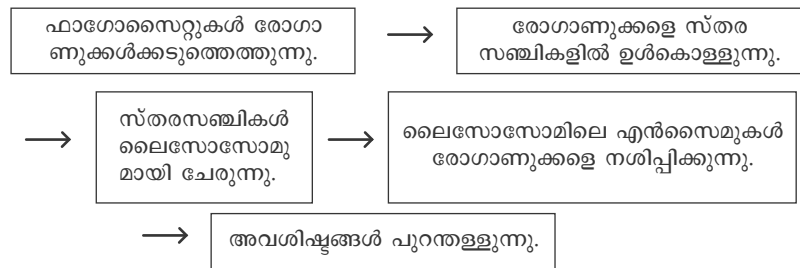 ഫാഗോസൈറ്റുകൾ രോഗാ
ണുക്കൾക്കടുത്തെത്തുന്നു.
രോഗാണുക്കളെ സ്തര
സഞ്ചികളിൽ ഉൾകൊള്ളുന്നു.
സ്തരസഞ്ചികൾ
ലൈസോസോമു
മായി ചേരുന്നു.
ലൈസോസോമിലെ എൻസൈമുകൾ
രോഗാണുക്കളെ നശിപ്പിക്കുന്നു.
അവശിഷ്ടങ്ങൾ പുറന്തള്ളുന്നു.